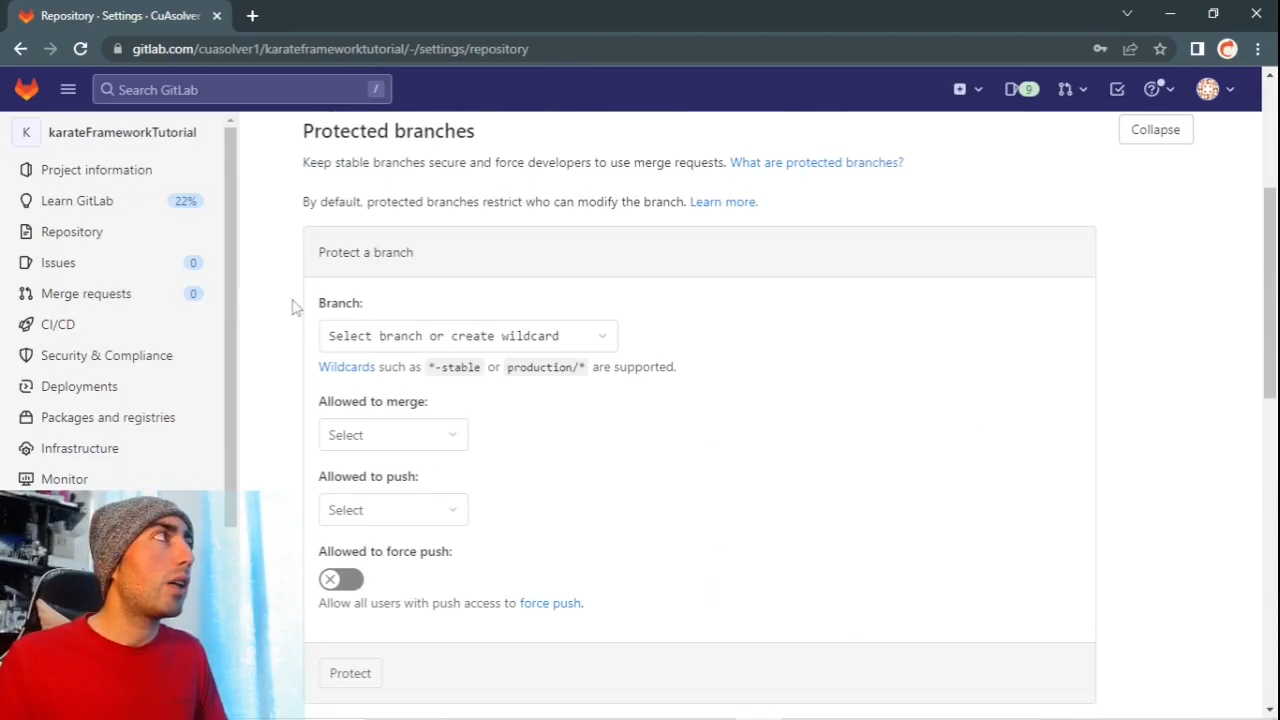 Repository · Settings · CuAsolver
gitlab.com/cuasolver1/karateframeworktutorial/-/settings/repository
Search GitLab /
9
K karateFrameworkTutorial
Project information
Learn GitLab 22%
Repository
Issues 0
Merge requests 0
CI/CD
Security & Compliance
Deployments
Packages and registries
Infrastructure
Monitor
Protected branches
Collapse
Keep stable branches secure and force developers to use merge requests. What are protected branches?
By default, protected branches restrict who can modify the branch. Learn more.
Protect a branch
Branch:
Select branch or create wildcard
Wildcards such as *-stable or production/* are supported.
Allowed to merge:
Select
Allowed to push:
Select
Allowed to force push:
Allow all users with push access to force push.
Protect